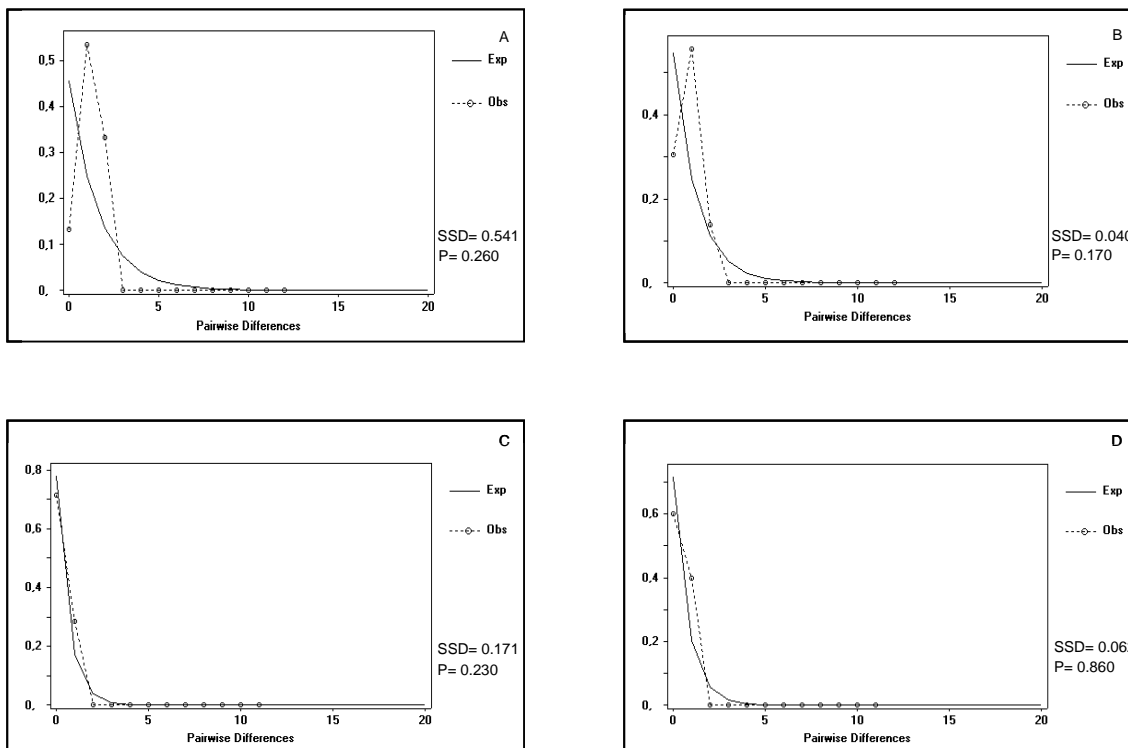 A
0,5
0,4
0,3
0,2
0,1
0,
0 5 10 15 20
Pairwise Differences
Exp
Obs
SSD= 0.541
P= 0.260
B
0,4
0,2
0,
0 5 10 15 20
Pairwise Differences
Exp
Obs
SSD= 0.040
P= 0.170
C
0,8
0,6
0,4
0,2
0,
0 5 10 15 20
Pairwise Differences
Exp
Obs
SSD= 0.171
P= 0.230
D
0,6
0,4
0,2
0,
0 5 10 15 20
Pairwise Differences
Exp
Obs
SSD=
P= 0.860